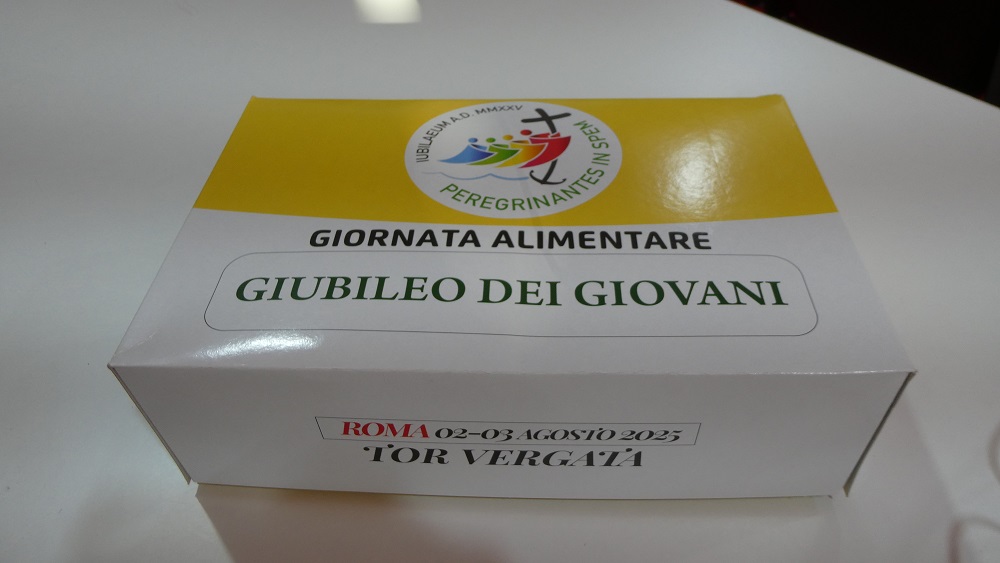 IUBILAEUM A.D. MMXXV
PEREGRINANTES IN SPEM
GIORNATA ALIMENTARE
GIUBILEO DEI GIOVANI
ROMA 02-03 AGOSTO 2025
TOR VERGATA